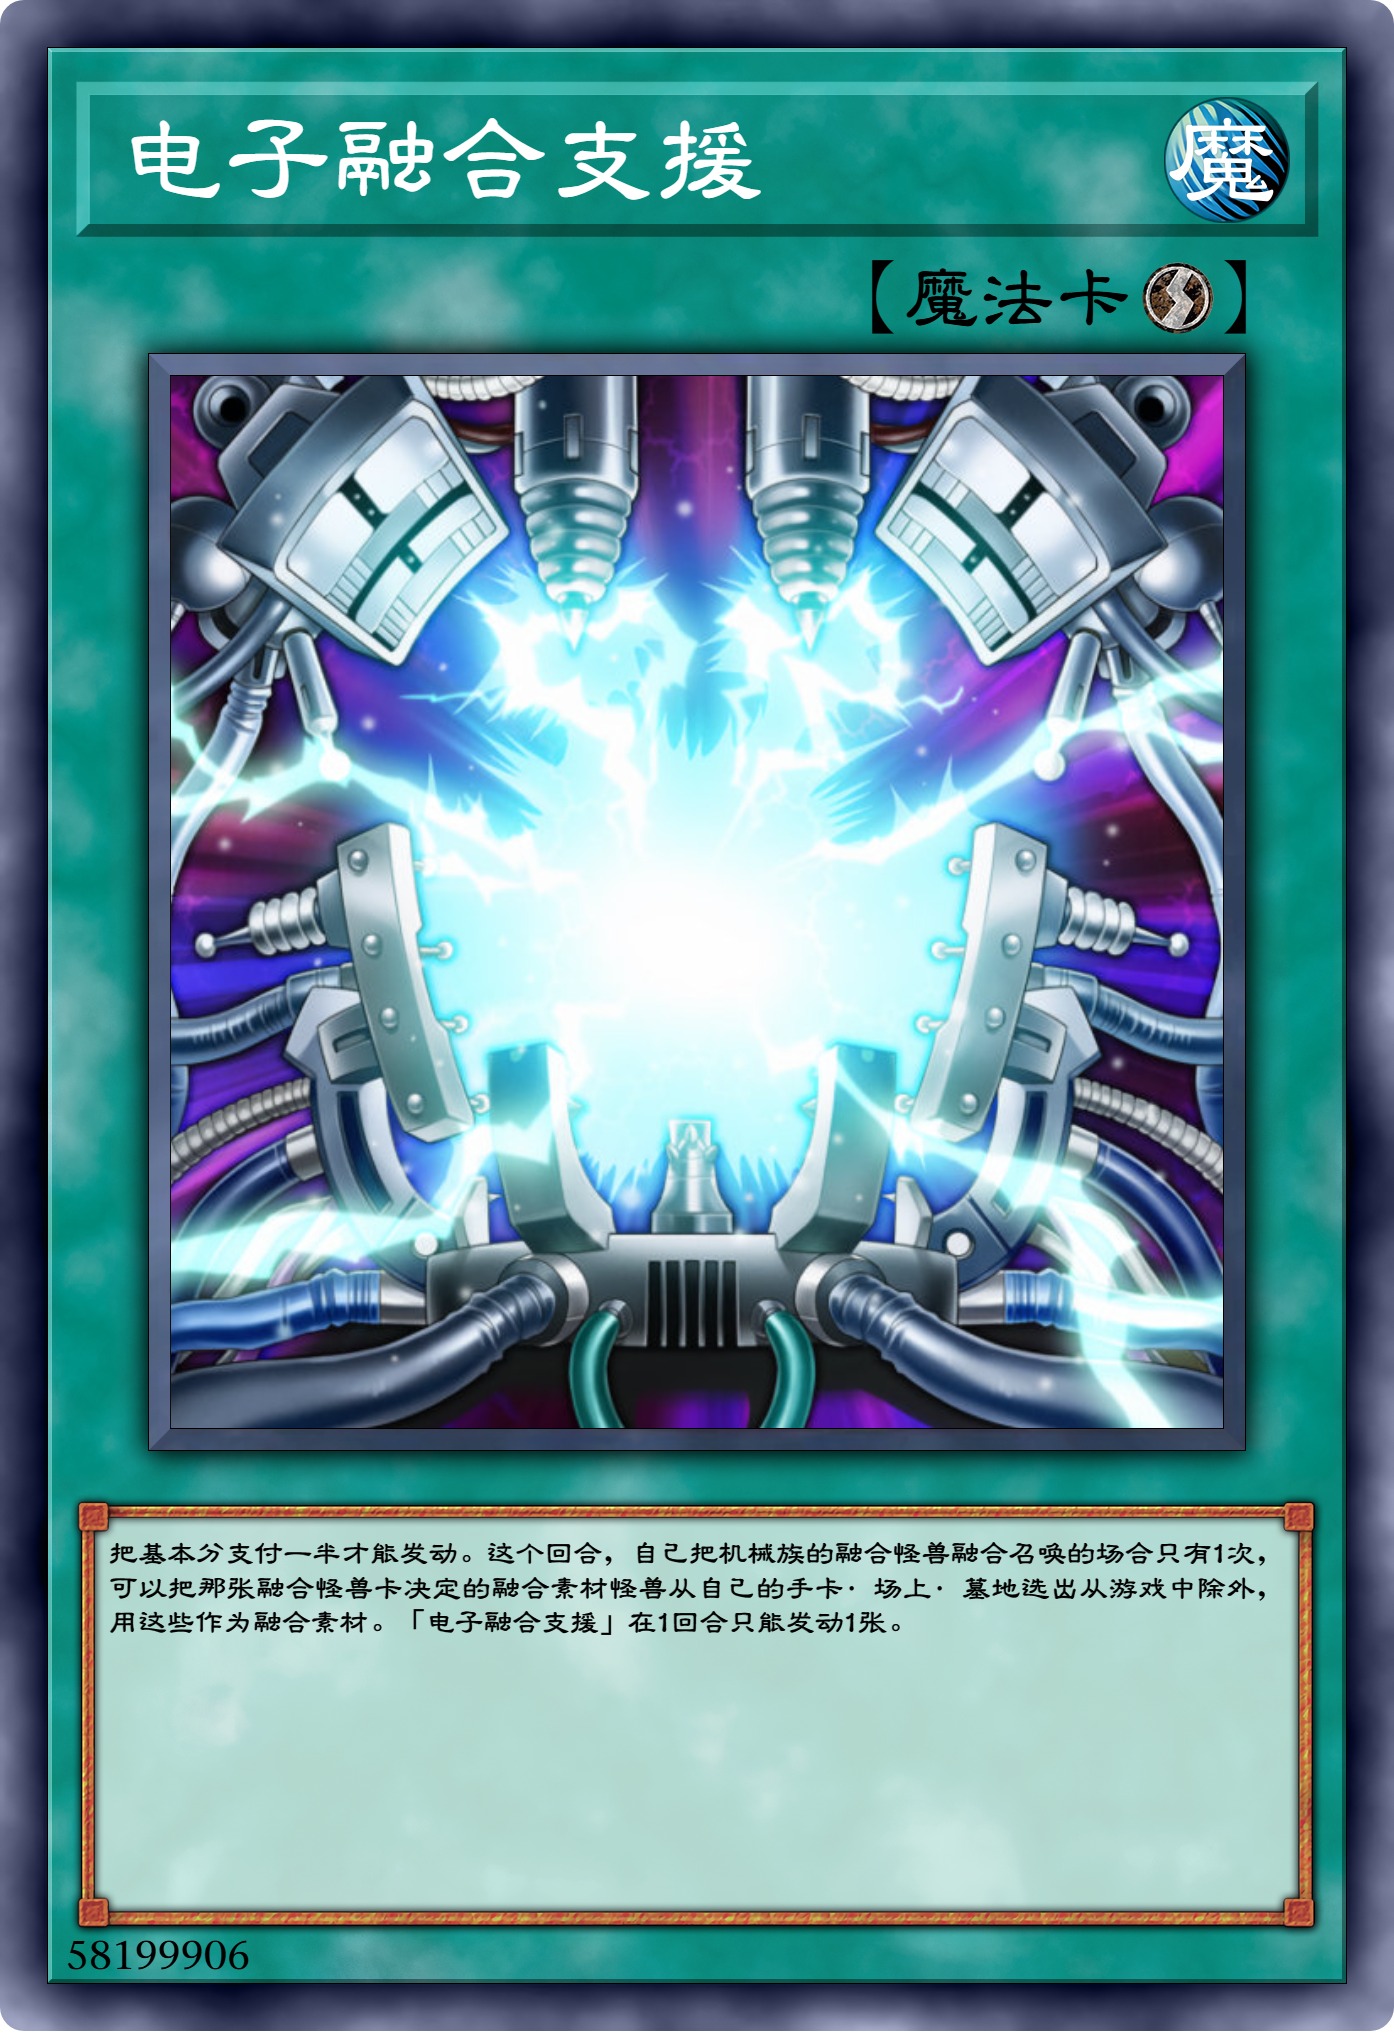 电子融合支援
魔
【魔法卡】
把基本分支付一半才能发动。这个回合，自己把机械族的融合怪兽融合召唤的场合只有1次，
可以把那张融合怪兽卡决定的融合素材怪兽从自己的手卡·场上·墓地选出从游戏中除外，
用这些作为融合素材。「电子融合支援」在1回合只能发动1张。
58199906